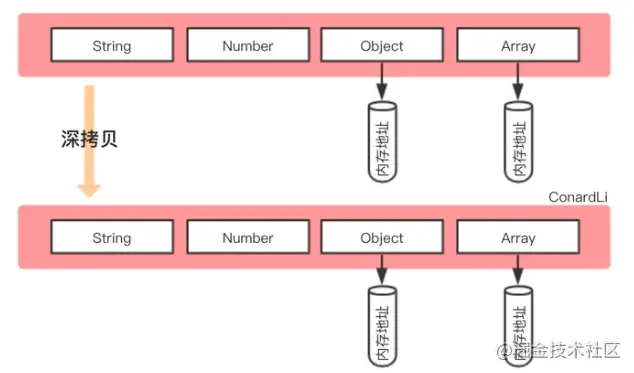 String Number Object Array
内存地址 内存地址
深拷贝
ConardLi
String Number Object Array
内存地址 内存地址
@掘金技术社区